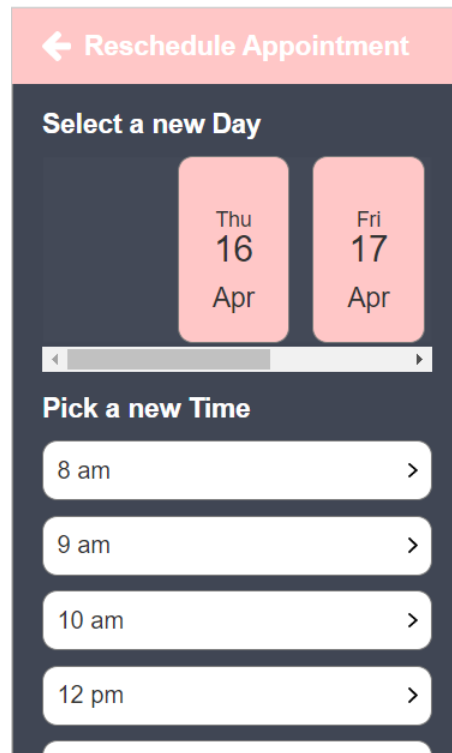 Reschedule Appointment
Select a new Day
Thu
16
Apr
Fri
17
Apr
Pick a new Time
8 am
9 am
10 am
12 pm